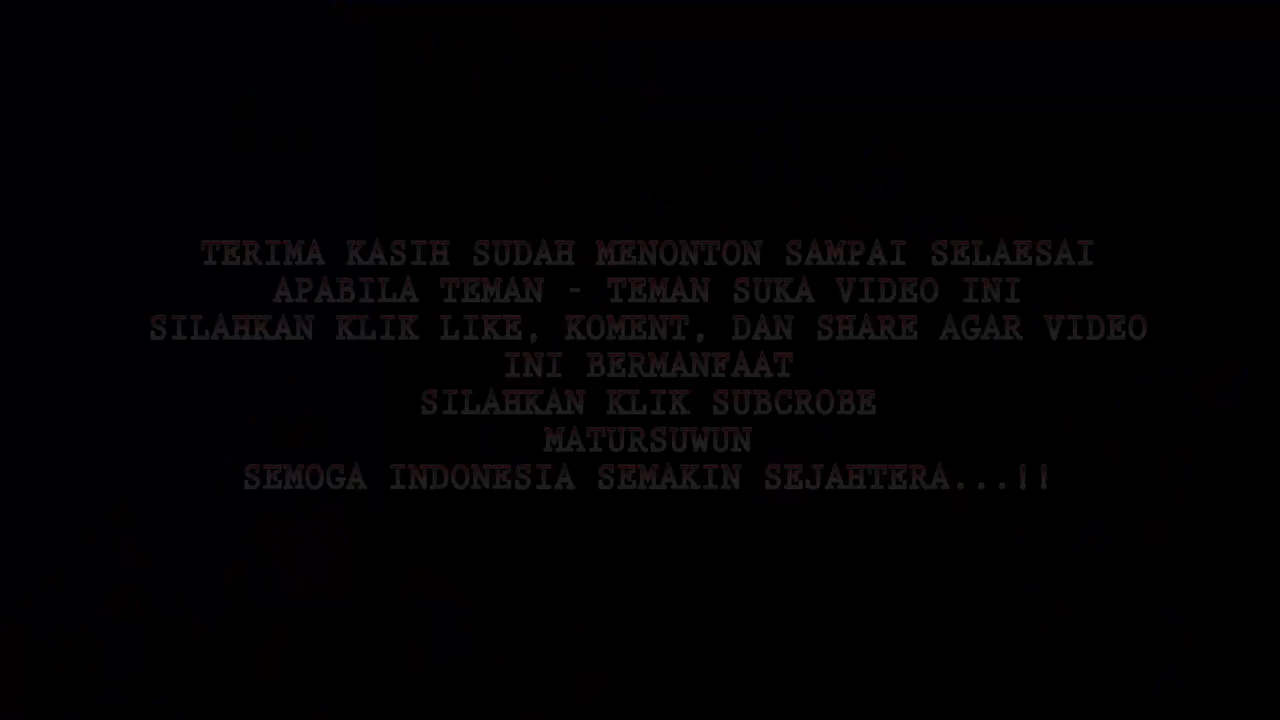 TERIMA KASIH SUDAH MENONTON SAMPAI SELAESAI
APABILA TEMAN - TEMAN SUKA VIDEO INI
SILAHKAN KLIK LIKE, KOMENT, DAN SHARE AGAR VIDEO
INI BERMANFAAT
SILAHKAN KLIK SUBCROBE
MATURSUWUN
SEMOGA INDONESIA SEMAKIN SEJAHTERA...!!